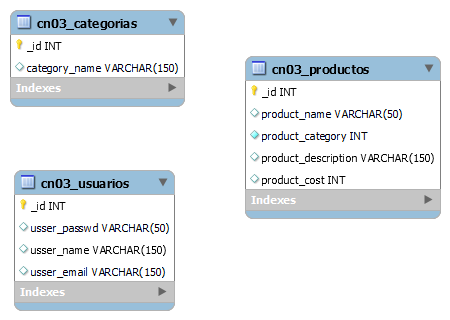 cn03_categorias
_id INT
category_name VARCHAR(150)
Indexes
cn03_productos
_id INT
product_name VARCHAR(50)
product_category INT
product_description VARCHAR(150)
product_cost INT
Indexes
cn03_usuarios
_id INT
usser_passwd VARCHAR(50)
usser_name VARCHAR(150)
usser_email VARCHAR(150)
Indexes